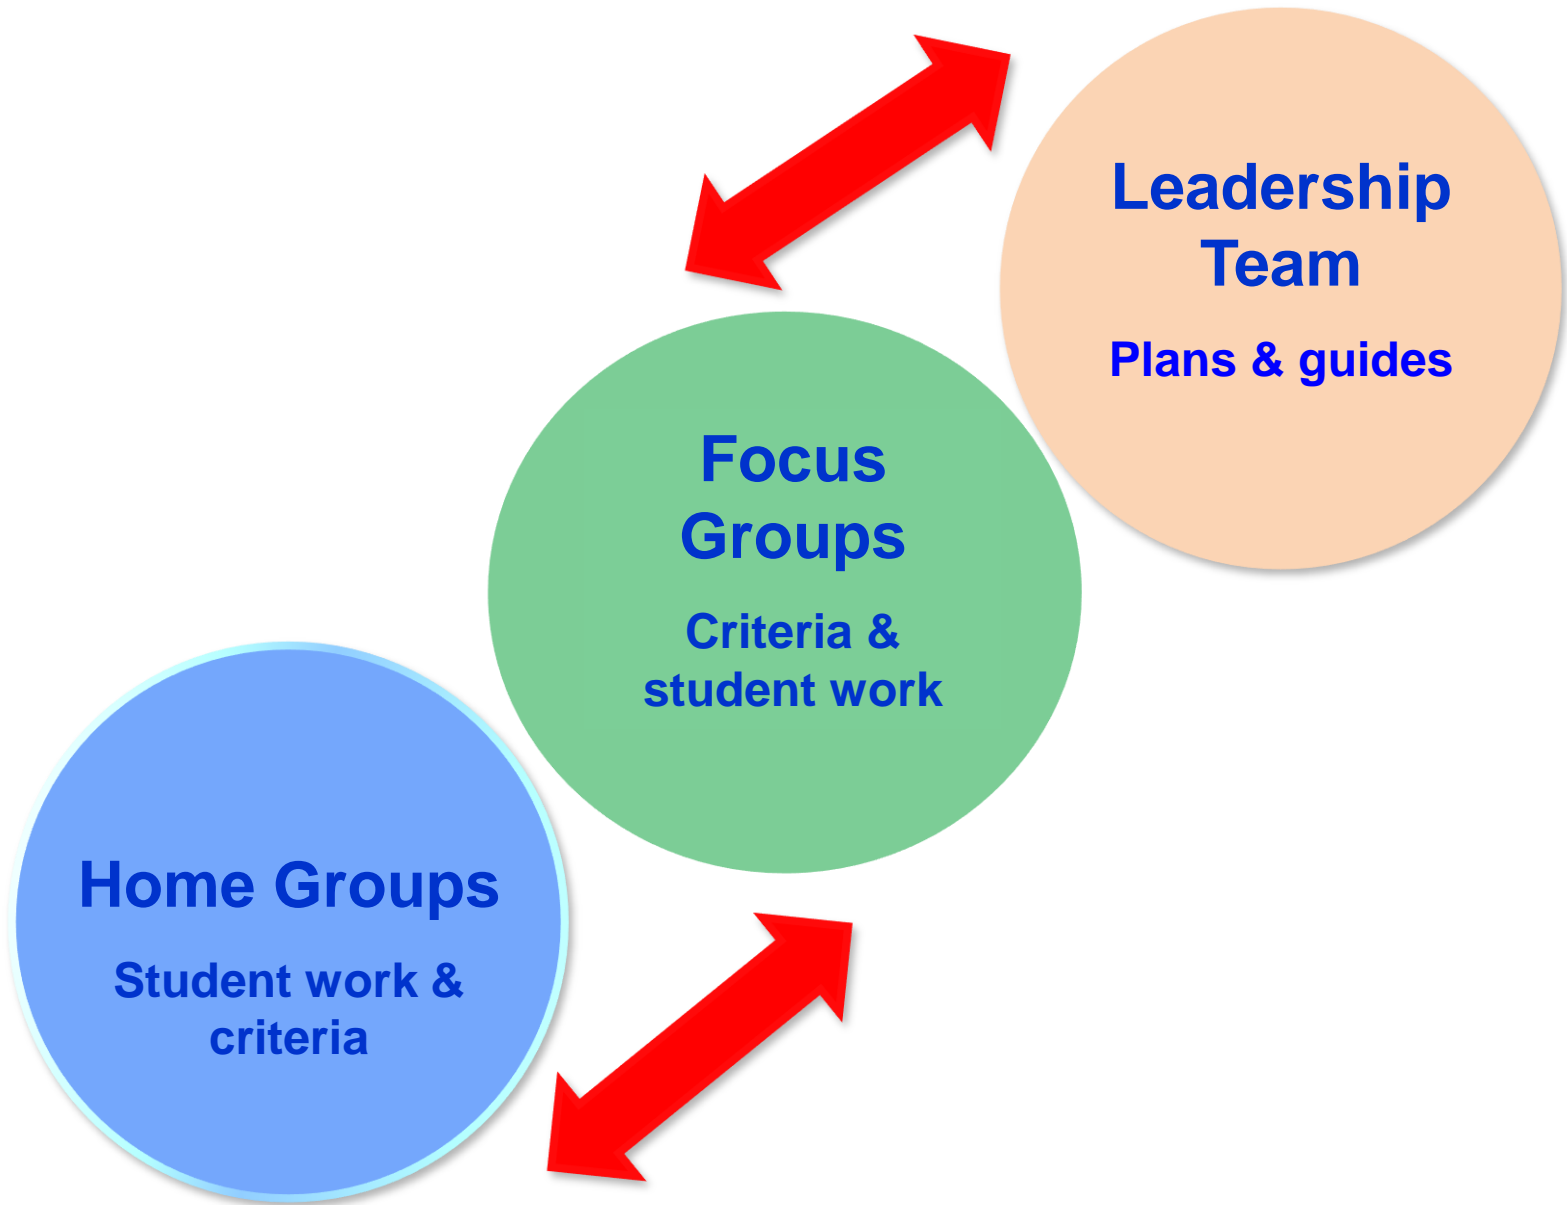 Leadership
Team
Plans & guides
Focus
Groups
Criteria &
student work
Home Groups
Student work &
criteria